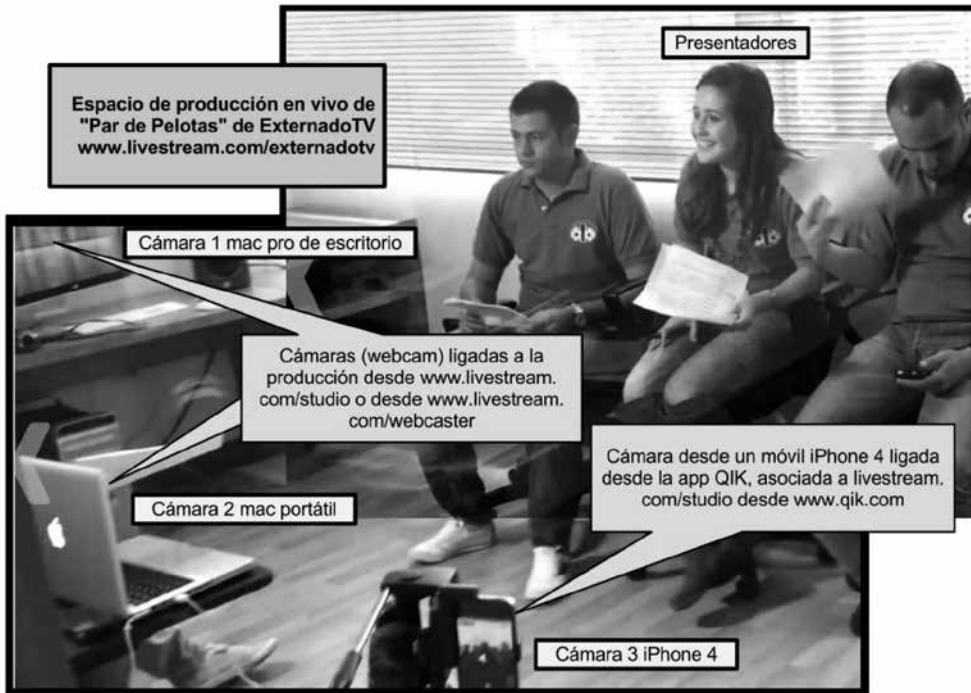 Presentadores
Espacio de producción en vivo de
"Par de Pelotas" de ExternadoTV
www.livestream.com/externadotv
Cámara 1 mac pro de escritorio
Cámaras (webcam) ligadas a la
producción desde www.livestream.
com/studio o desde www.livestream.
com/webcaster
Cámara desde un móvil iPhone 4 ligada
desde la app QIK, asociada a livestream.
com/studio desde www.qik.com
Cámara 2 mac portátil
Cámara 3 iPhone 4